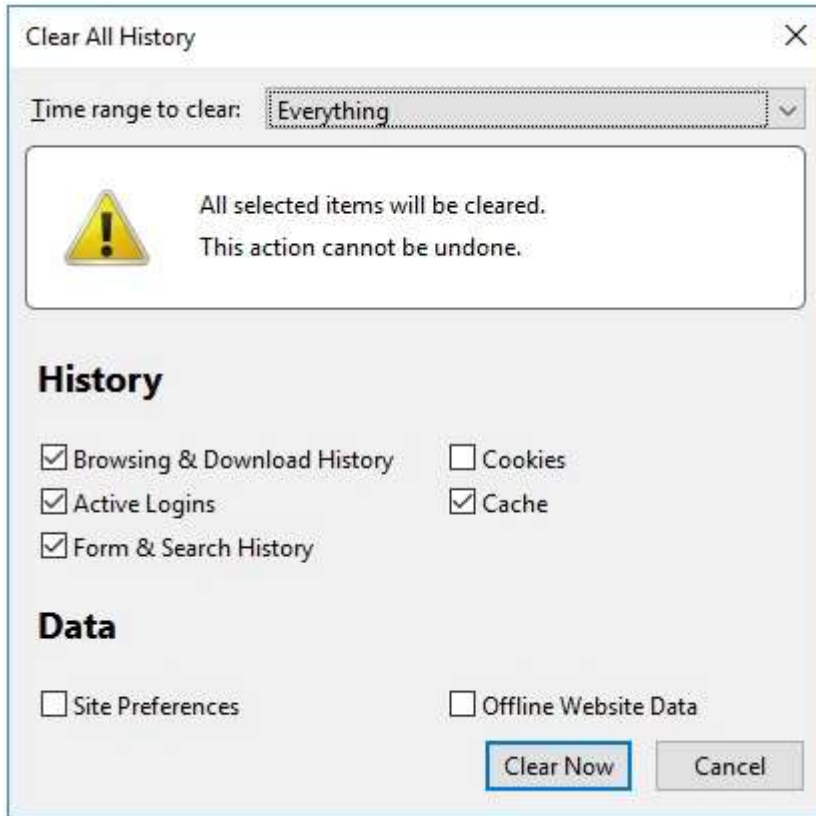 Clear All History
Time range to clear: Everything
All selected items will be cleared.
This action cannot be undone.
History
Browsing & Download History Cookies
Active Logins Cache
Form & Search History
Data
Site Preferences Offline Website Data
Clear Now Cancel